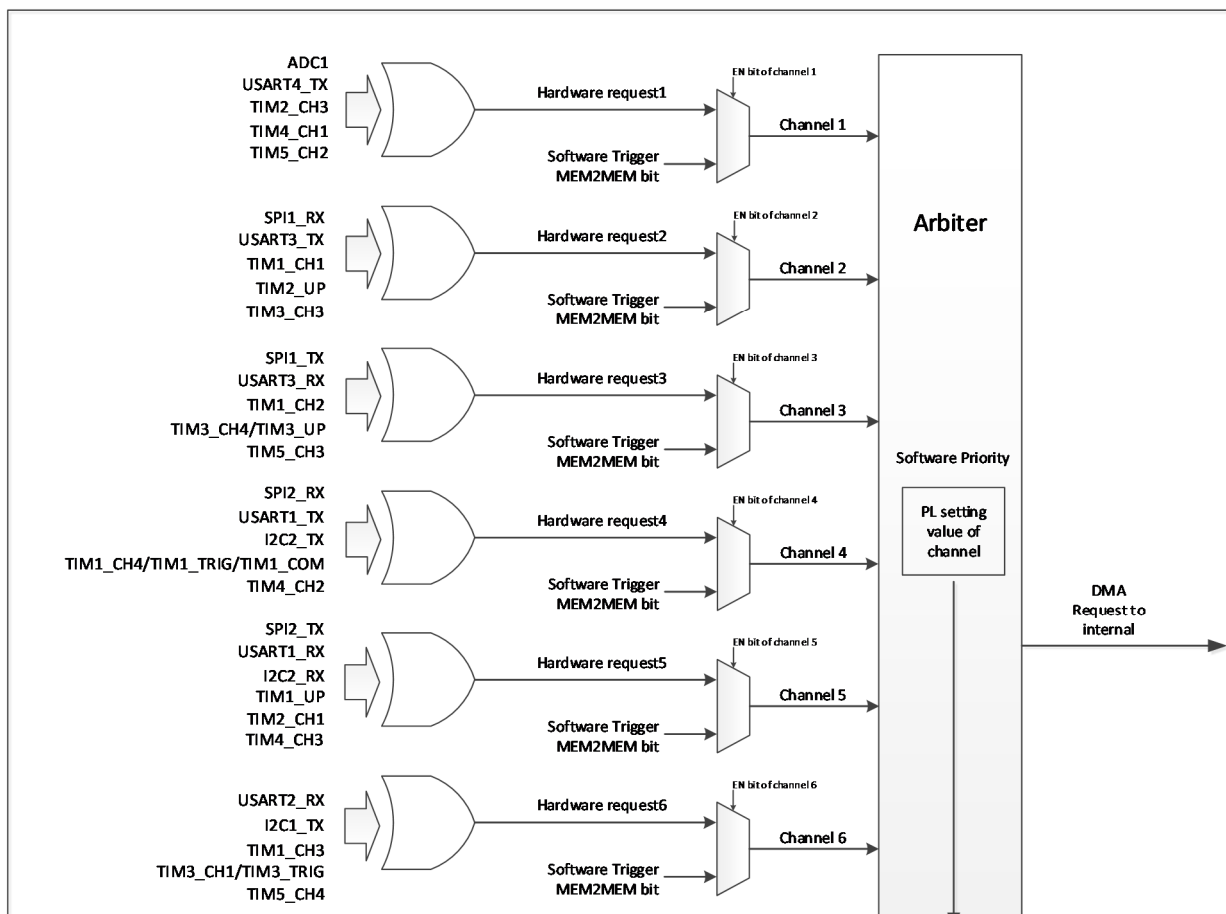 ADC1
USART4_TX
TIM2_CH3
TIM4_CH1
TIM5_CH2
Hardware request1
EN bit of channel 1
Channel 1
Software Trigger
MEM2MEM bit
SPI1_RX
USART3_TX
TIM1_CH1
TIM2_UP
TIM3_CH3
Hardware request2
EN bit of channel 2
Channel 2
Software Trigger
MEM2MEM bit
SPI1_TX
USART3_RX
TIM1_CH2
TIM3_CH4/TIM3_UP
TIM5_CH3
Hardware request3
EN bit of channel 3
Channel 3
Software Trigger
MEM2MEM bit
SPI2_RX
USART1_TX
I2C2_TX
TIM1_CH4/TIM1_TRIG/TIM1_COM
TIM4_CH2
Hardware request4
EN bit of channel 4
Channel 4
Software Trigger
MEM2MEM bit
SPI2_TX
USART1_RX
I2C2_RX
TIM1_UP
TIM2_CH1
TIM4_CH3
Hardware request5
EN bit of channel 5
Channel 5
Software Trigger
MEM2MEM bit
USART2_RX
I2C1_TX
TIM1_CH3
TIM3_CH1/TIM3_TRIG
TIM5_CH4
Hardware request6
EN bit of channel 6
Channel 6
Software Trigger
MEM2MEM bit
Arbiter
Software Priority
PL setting
value of
channel
DMA
Request to
internal